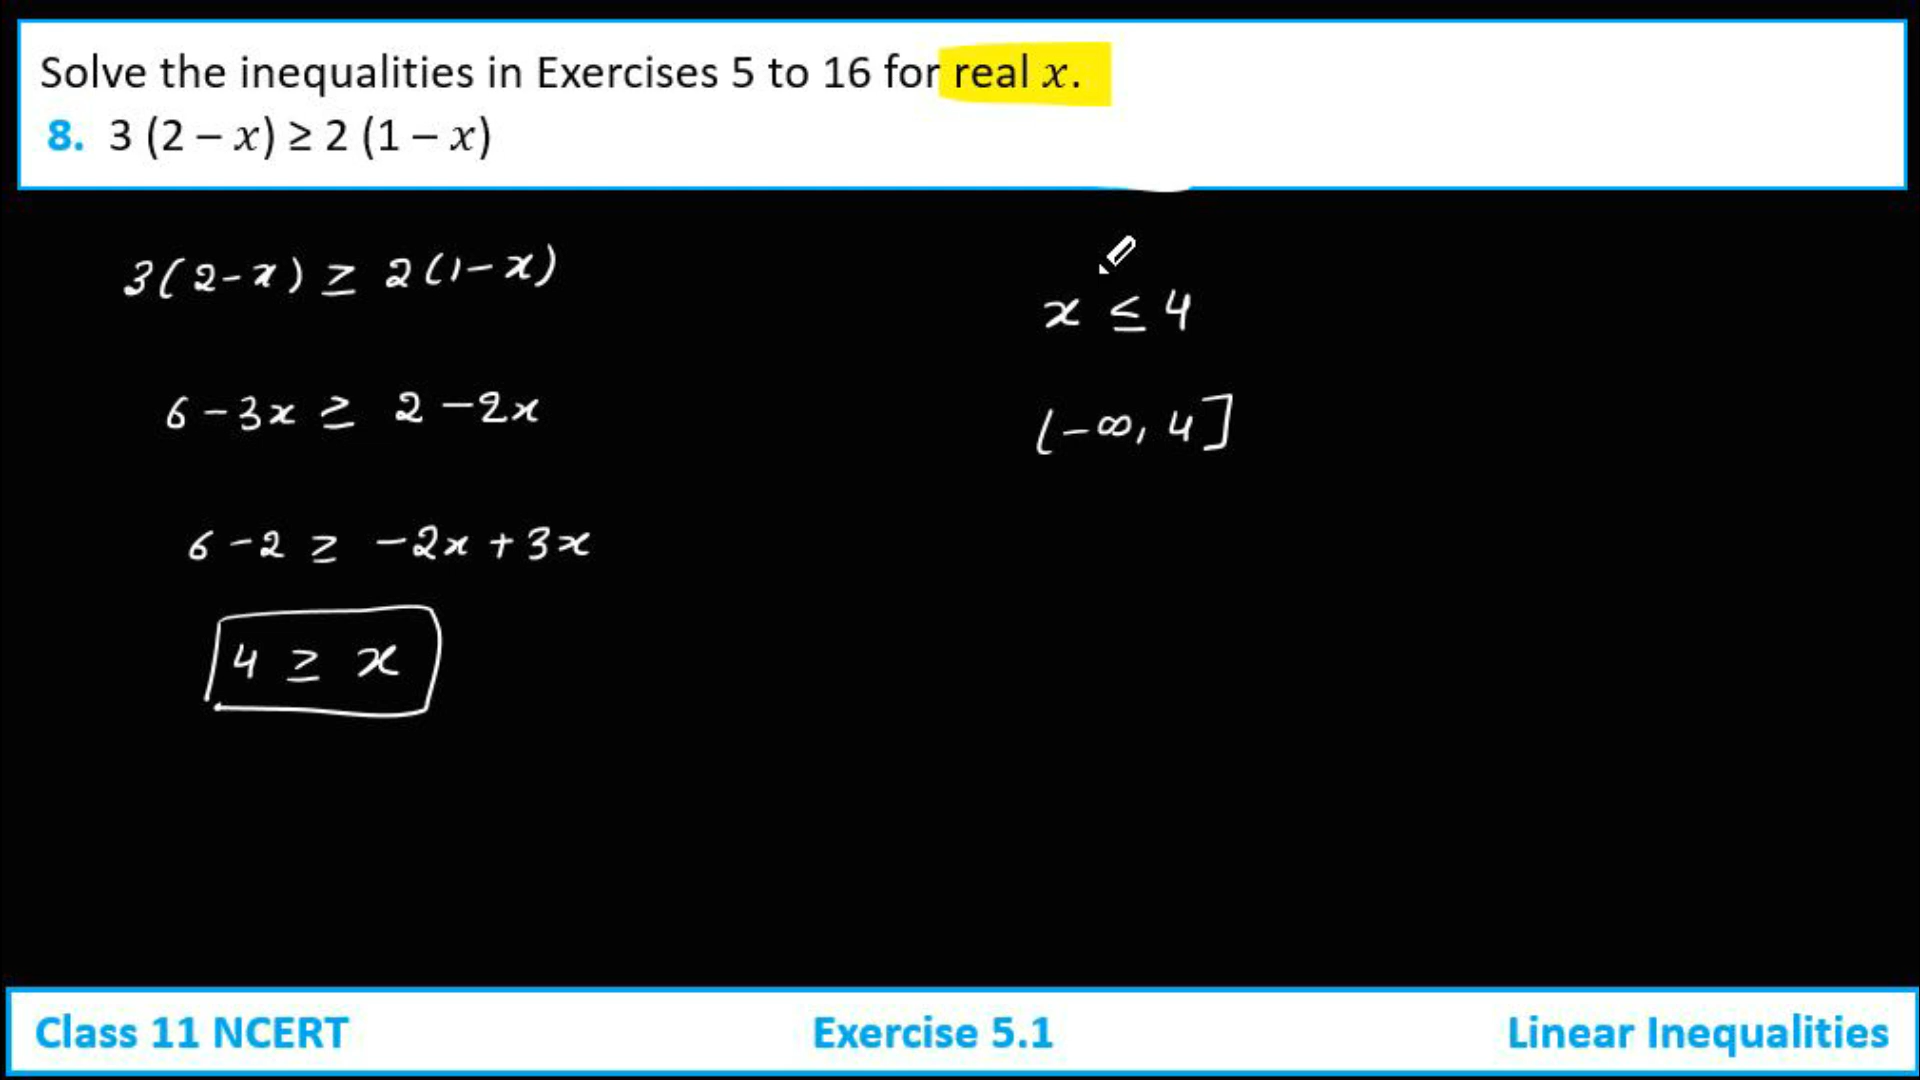 Solve the inequalities in Exercises 5 to 16 for real x.
8. 3 (2 – x) ≥ 2 (1 – x)
3(2-x) ≥ 2(1-x)
6-3x ≥ 2-2x
6-2 ≥ -2x+3x
4 ≥ x
x ≤ 4
(-∞, 4]
Class 11 NCERT
Exercise 5.1
Linear Inequalities